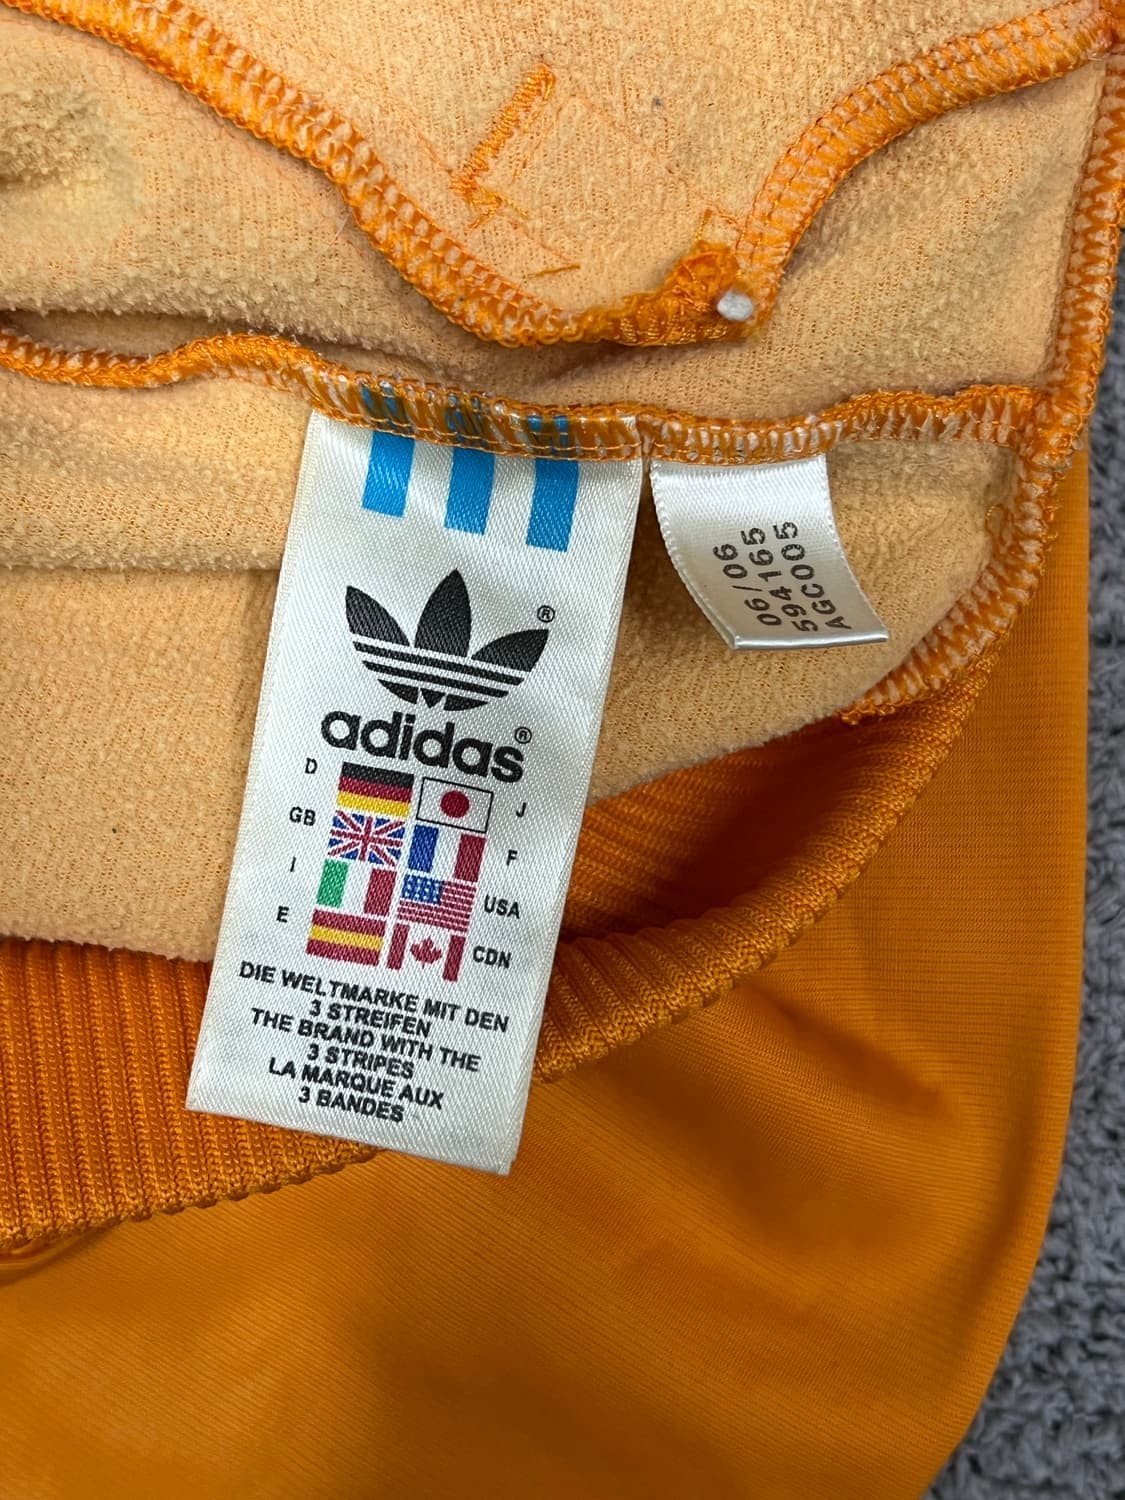 ®
adidas®
D
J
GB
F
I
USA
E
CDN
DIE WELTMARKE MIT DEN
3 STREIFEN
THE BRAND WITH THE
3 STRIPES
LA MARQUE AUX
3 BANDES
06/06
594165
AGC005